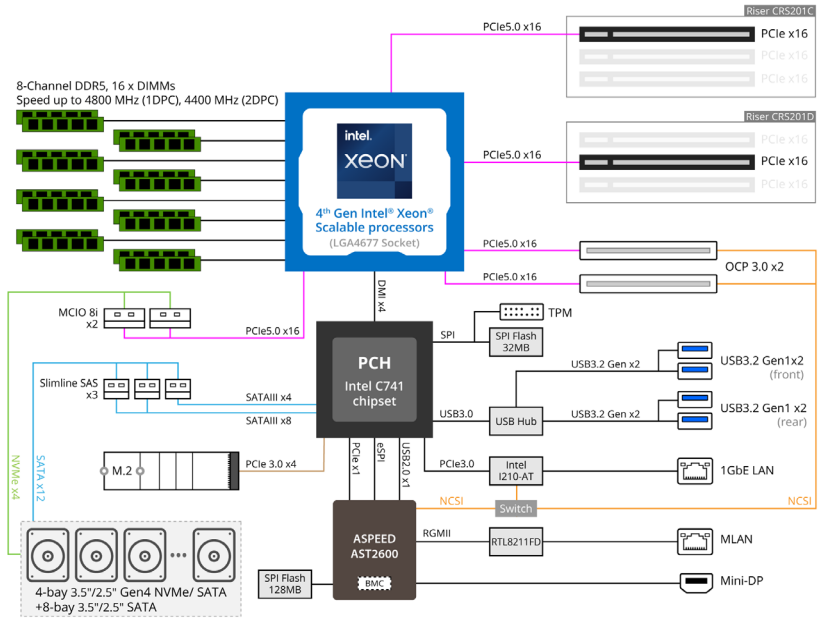 Riser CRS201C
PCIe5.0 x16
PCIe x16
PCIe x16
PCIe x16
8-Channel DDR5, 16 x DIMMs
Speed up to 4800 MHz (1DPC), 4400 MHz (2DPC)
Riser CRS201D
PCIe x16
PCIe5.0 x16
PCIe x16
PCIe x16
intel.
XEON®
4th Gen Intel® Xeon®
Scalable processors
(LGA4677 Socket)
PCIe5.0 x16
PCIe5.0 x16
OCP 3.0 x2
DMI x4
MCIO 8i
x2
PCIe5.0 x16
SPI
TPM
SPI Flash
32MB
PCH
Intel C741
chipset
Slimline SAS
x3
SATAIII x4
SATAIII x8
USB3.2 Gen x2
USB3.2 Gen1x2
(front)
USB3.0
USB Hub
USB3.2 Gen x2
USB3.2 Gen1 x2
(rear)
NVMe x4
SATA x12
M.2
PCIe 3.0 x4
PCIe x1
eSPI
USB2.0 x1
PCIe3.0
Intel
I210-AT
1GbE LAN
NCSI
Switch
NCSI
ASPEED
AST2600
BMC
RGMII
RTL8211FD
MLAN
SPI Flash
128MB
Mini-DP
4-bay 3.5"/2.5" Gen4 NVMe/ SATA
+8-bay 3.5"/2.5" SATA